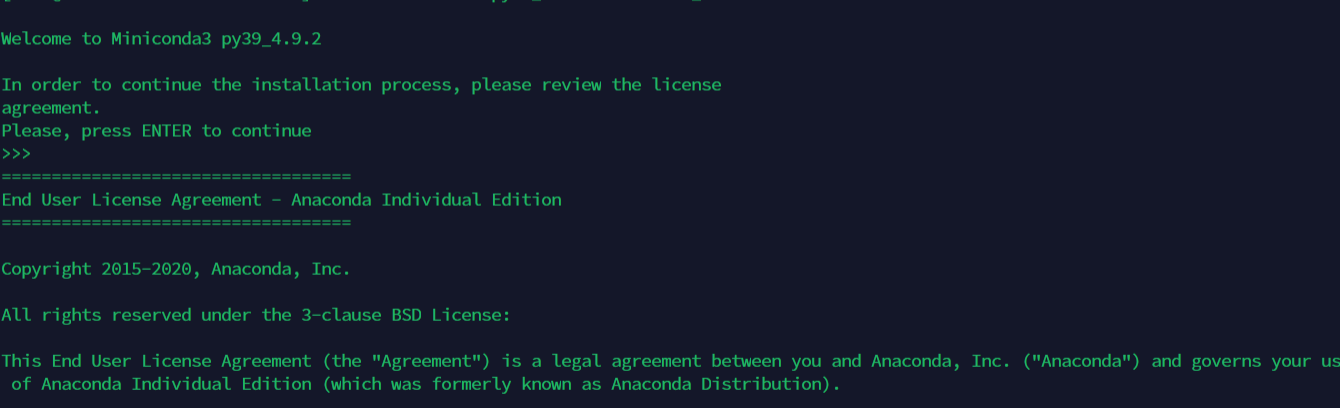 Welcome to Miniconda3 py39_4.9.2
In order to continue the installation process, please review the license
agreement.
Please, press ENTER to continue
>>>
===================================
End User License Agreement - Anaconda Individual Edition
===================================
Copyright 2015-2020, Anaconda, Inc.
All rights reserved under the 3-clause BSD License:
This End User License Agreement (the "Agreement") is a legal agreement between you and Anaconda, Inc. ("Anaconda") and governs your us
of Anaconda Individual Edition (which was formerly known as Anaconda Distribution).